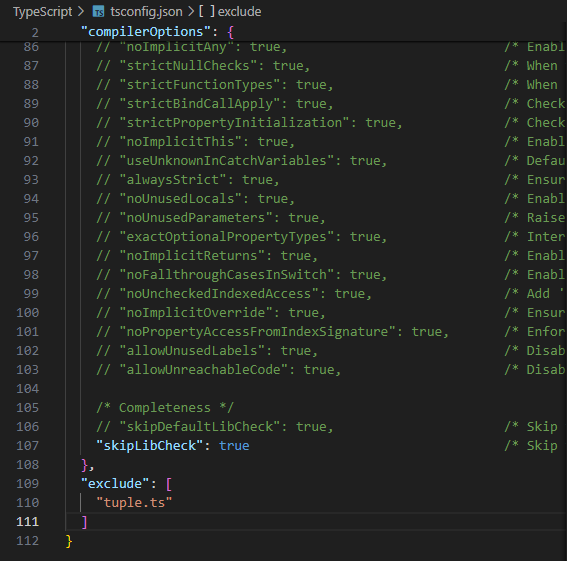 TypeScript > tsconfig.json > [ ] exclude
2 "compilerOptions": {
86 // "noImplicitAny": true, /* Enabl
87 // "strictNullChecks": true, /* When
88 // "strictFunctionTypes": true, /* When
89 // "strictBindCallApply": true, /* Check
90 // "strictPropertyInitialization": true, /* Check
91 // "noImplicitThis": true, /* Enabl
92 // "useUnknownInCatchVariables": true, /* Defau
93 // "alwaysStrict": true, /* Ensur
94 // "noUnusedLocals": true, /* Enabl
95 // "noUnusedParameters": true, /* Raise
96 // "exactOptionalPropertyTypes": true, /* Inter
97 // "noImplicitReturns": true, /* Enabl
98 // "noFallthroughCasesInSwitch": true, /* Enabl
99 // "noUncheckedIndexedAccess": true, /* Add '
100 // "noImplicitOverride": true, /* Ensur
101 // "noPropertyAccessFromIndexSignature": true, /* Enfor
102 // "allowUnusedLabels": true, /* Disab
103 // "allowUnreachableCode": true, /* Disab
104
105 /* Completeness */
106 // "skipDefaultLibCheck": true, /* Skip
107 "skipLibCheck": true /* Skip
108 },
109 "exclude": [
110 "tuple.ts"
111 ]
112 }